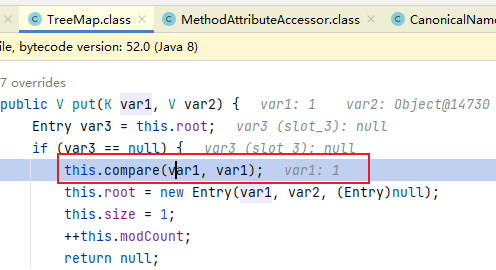 TreeMap.class × MethodAttributeAccessor.class × CanonicalName
file, bytecode version: 52.0 (Java 8)
7 overrides
public V put(K var1, V var2) { var1: 1 var2: Object@14730
Entry var3 = this.root; var3 (slot_3): null
if (var3 == null) { var3 (slot_3): null
this.compare(var1, var1); var1: 1
this.root = new Entry(var1, var2, (Entry)null);
this.size = 1;
++this.modCount;
return null;